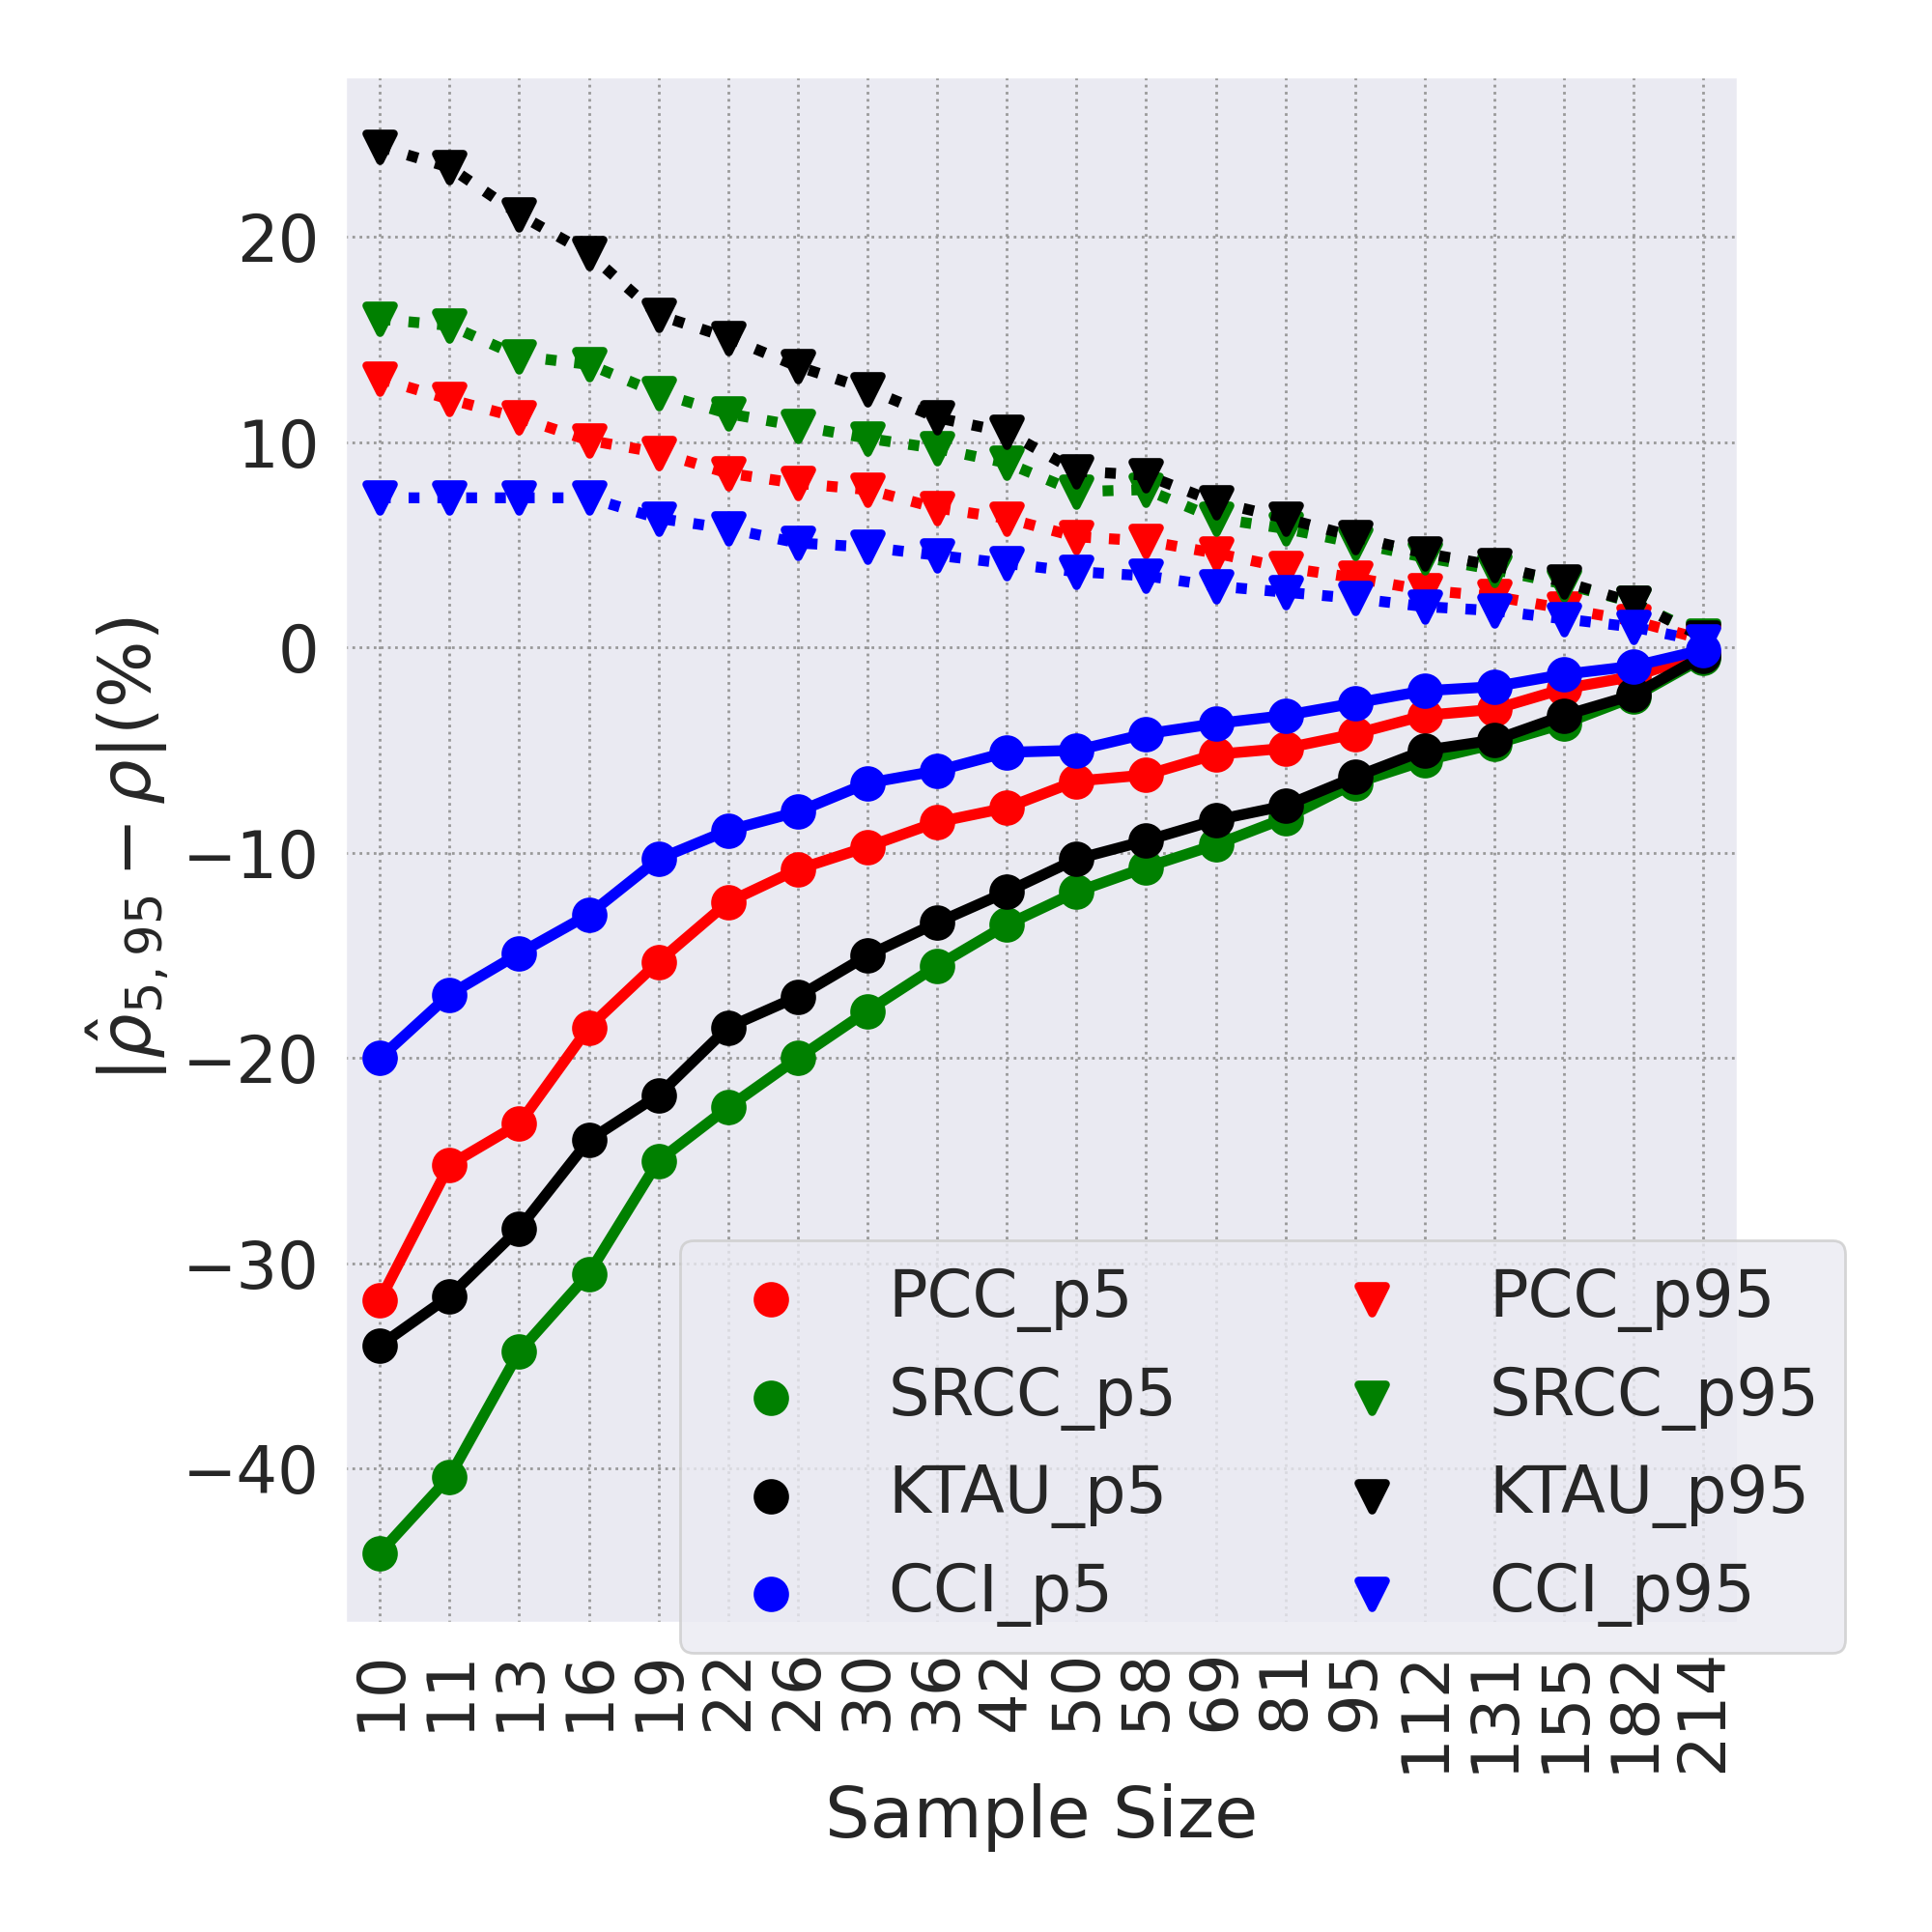 |ρ̂₅,₉₅ − ρ|(%)
20
10
0
−10
−20
−30
−40
PCC_p5 PCC_p95
SRCC_p5 SRCC_p95
KTAU_p5 KTAU_p95
CCI_p5 CCI_p95
10 11 13 16 19 22 26 30 36 42 50 58 69 81 95 112 131 155 182 214
Sample Size